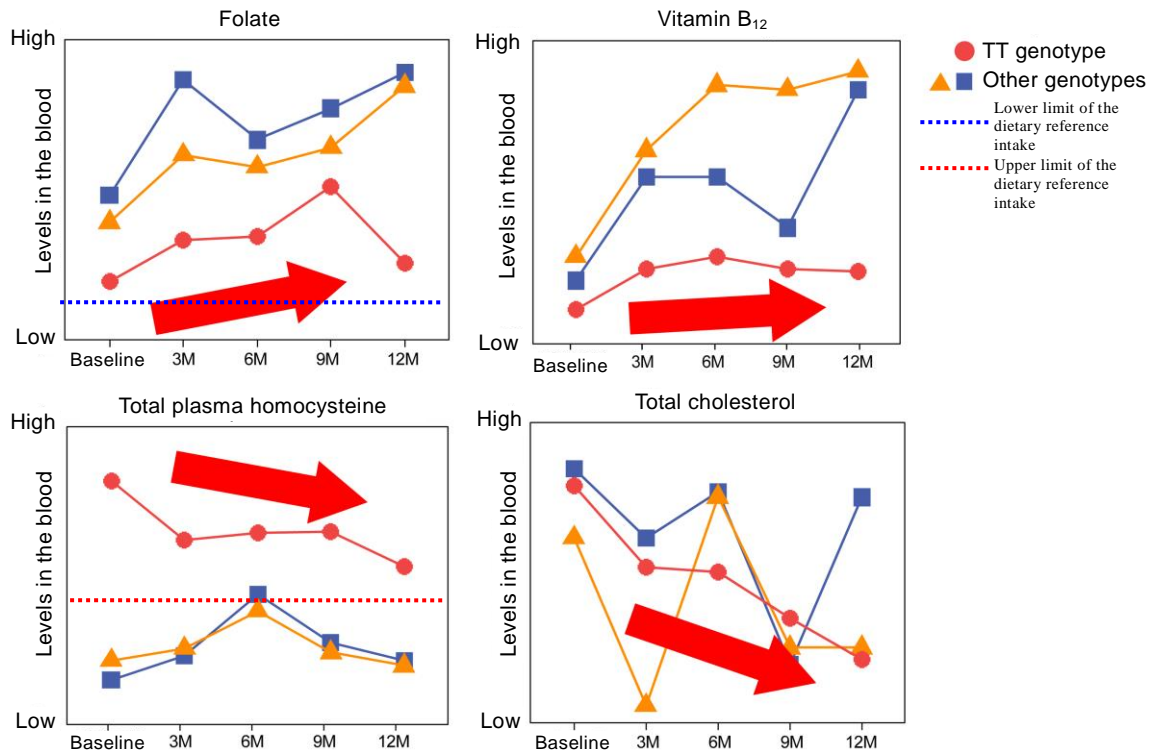 Folate
High
Levels in the blood
Low
Baseline 3M 6M 9M 12M
Vitamin B₁₂
High
Levels in the blood
Low
Baseline 3M 6M 9M 12M
TT genotype
Other genotypes
Lower limit of the
dietary reference
intake
Upper limit of the
dietary reference
intake
Total plasma homocysteine
High
Levels in the blood
Low
Baseline 3M 6M 9M 12M
Total cholesterol
High
Levels in the blood
Low
Baseline 3M 6M 9M 12M